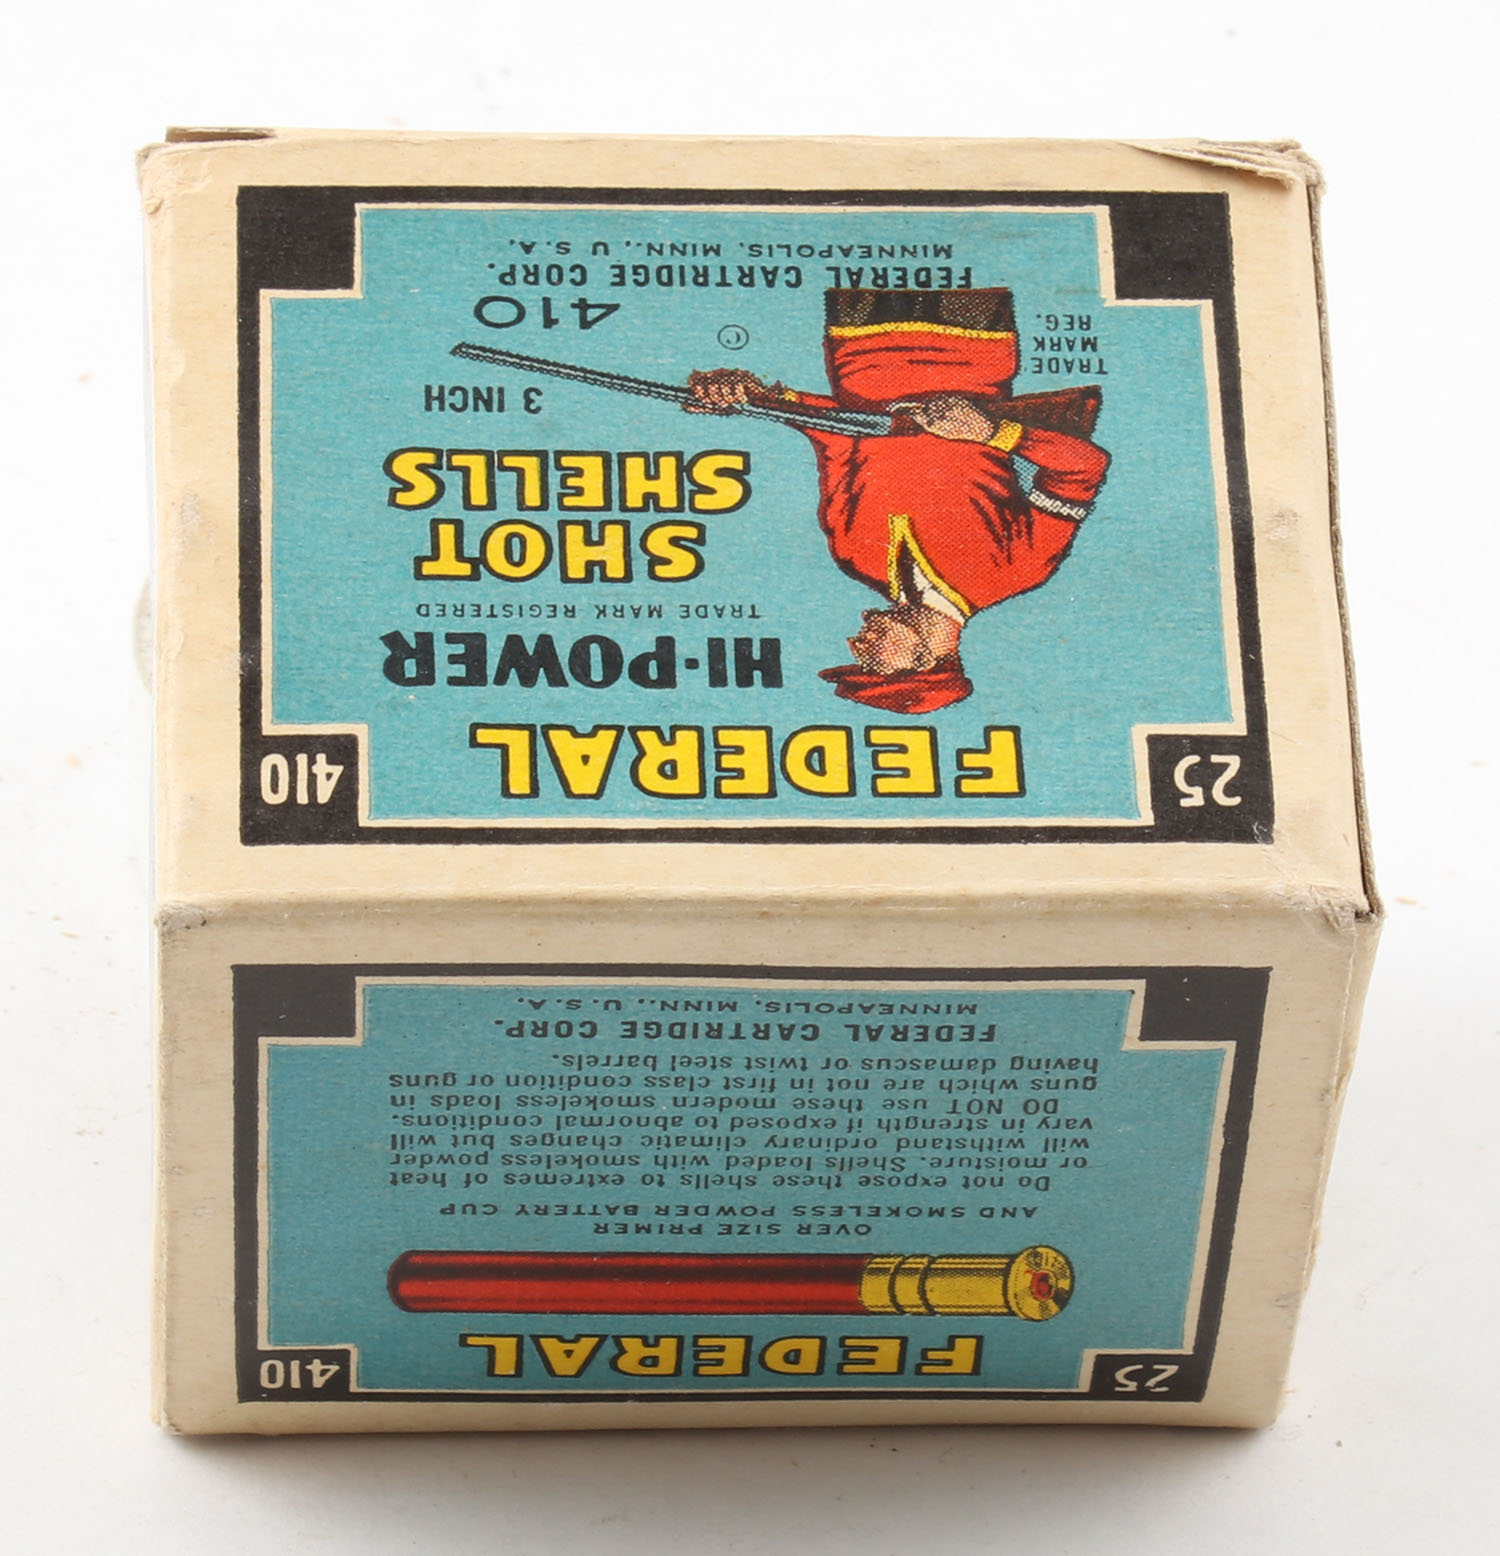 FEDERAL
25
410
HI-POWER
TRADE MARK REGISTERED
SHOT
SHELLS
3 INCH
410
TRADE
MARK
REG.
©
FEDERAL CARTRIDGE CORP.
MINNEAPOLIS, MINN., U S A.
25
FEDERAL
410
OVER SIZE PRIMER
AND SMOKELESS POWDER BATTERY CUP
Do not expose these shells to extremes of heat
or moisture. Shells loaded with smokeless powder
will withstand ordinary climatic changes but will
vary in strength if exposed to abnormal conditions.
DO NOT use these modern smokeless loads in
guns which are not in first class condition or guns
having damascus or twist steel barrels.
FEDERAL CARTRIDGE CORP.
MINNEAPOLIS, MINN., U.S.A.